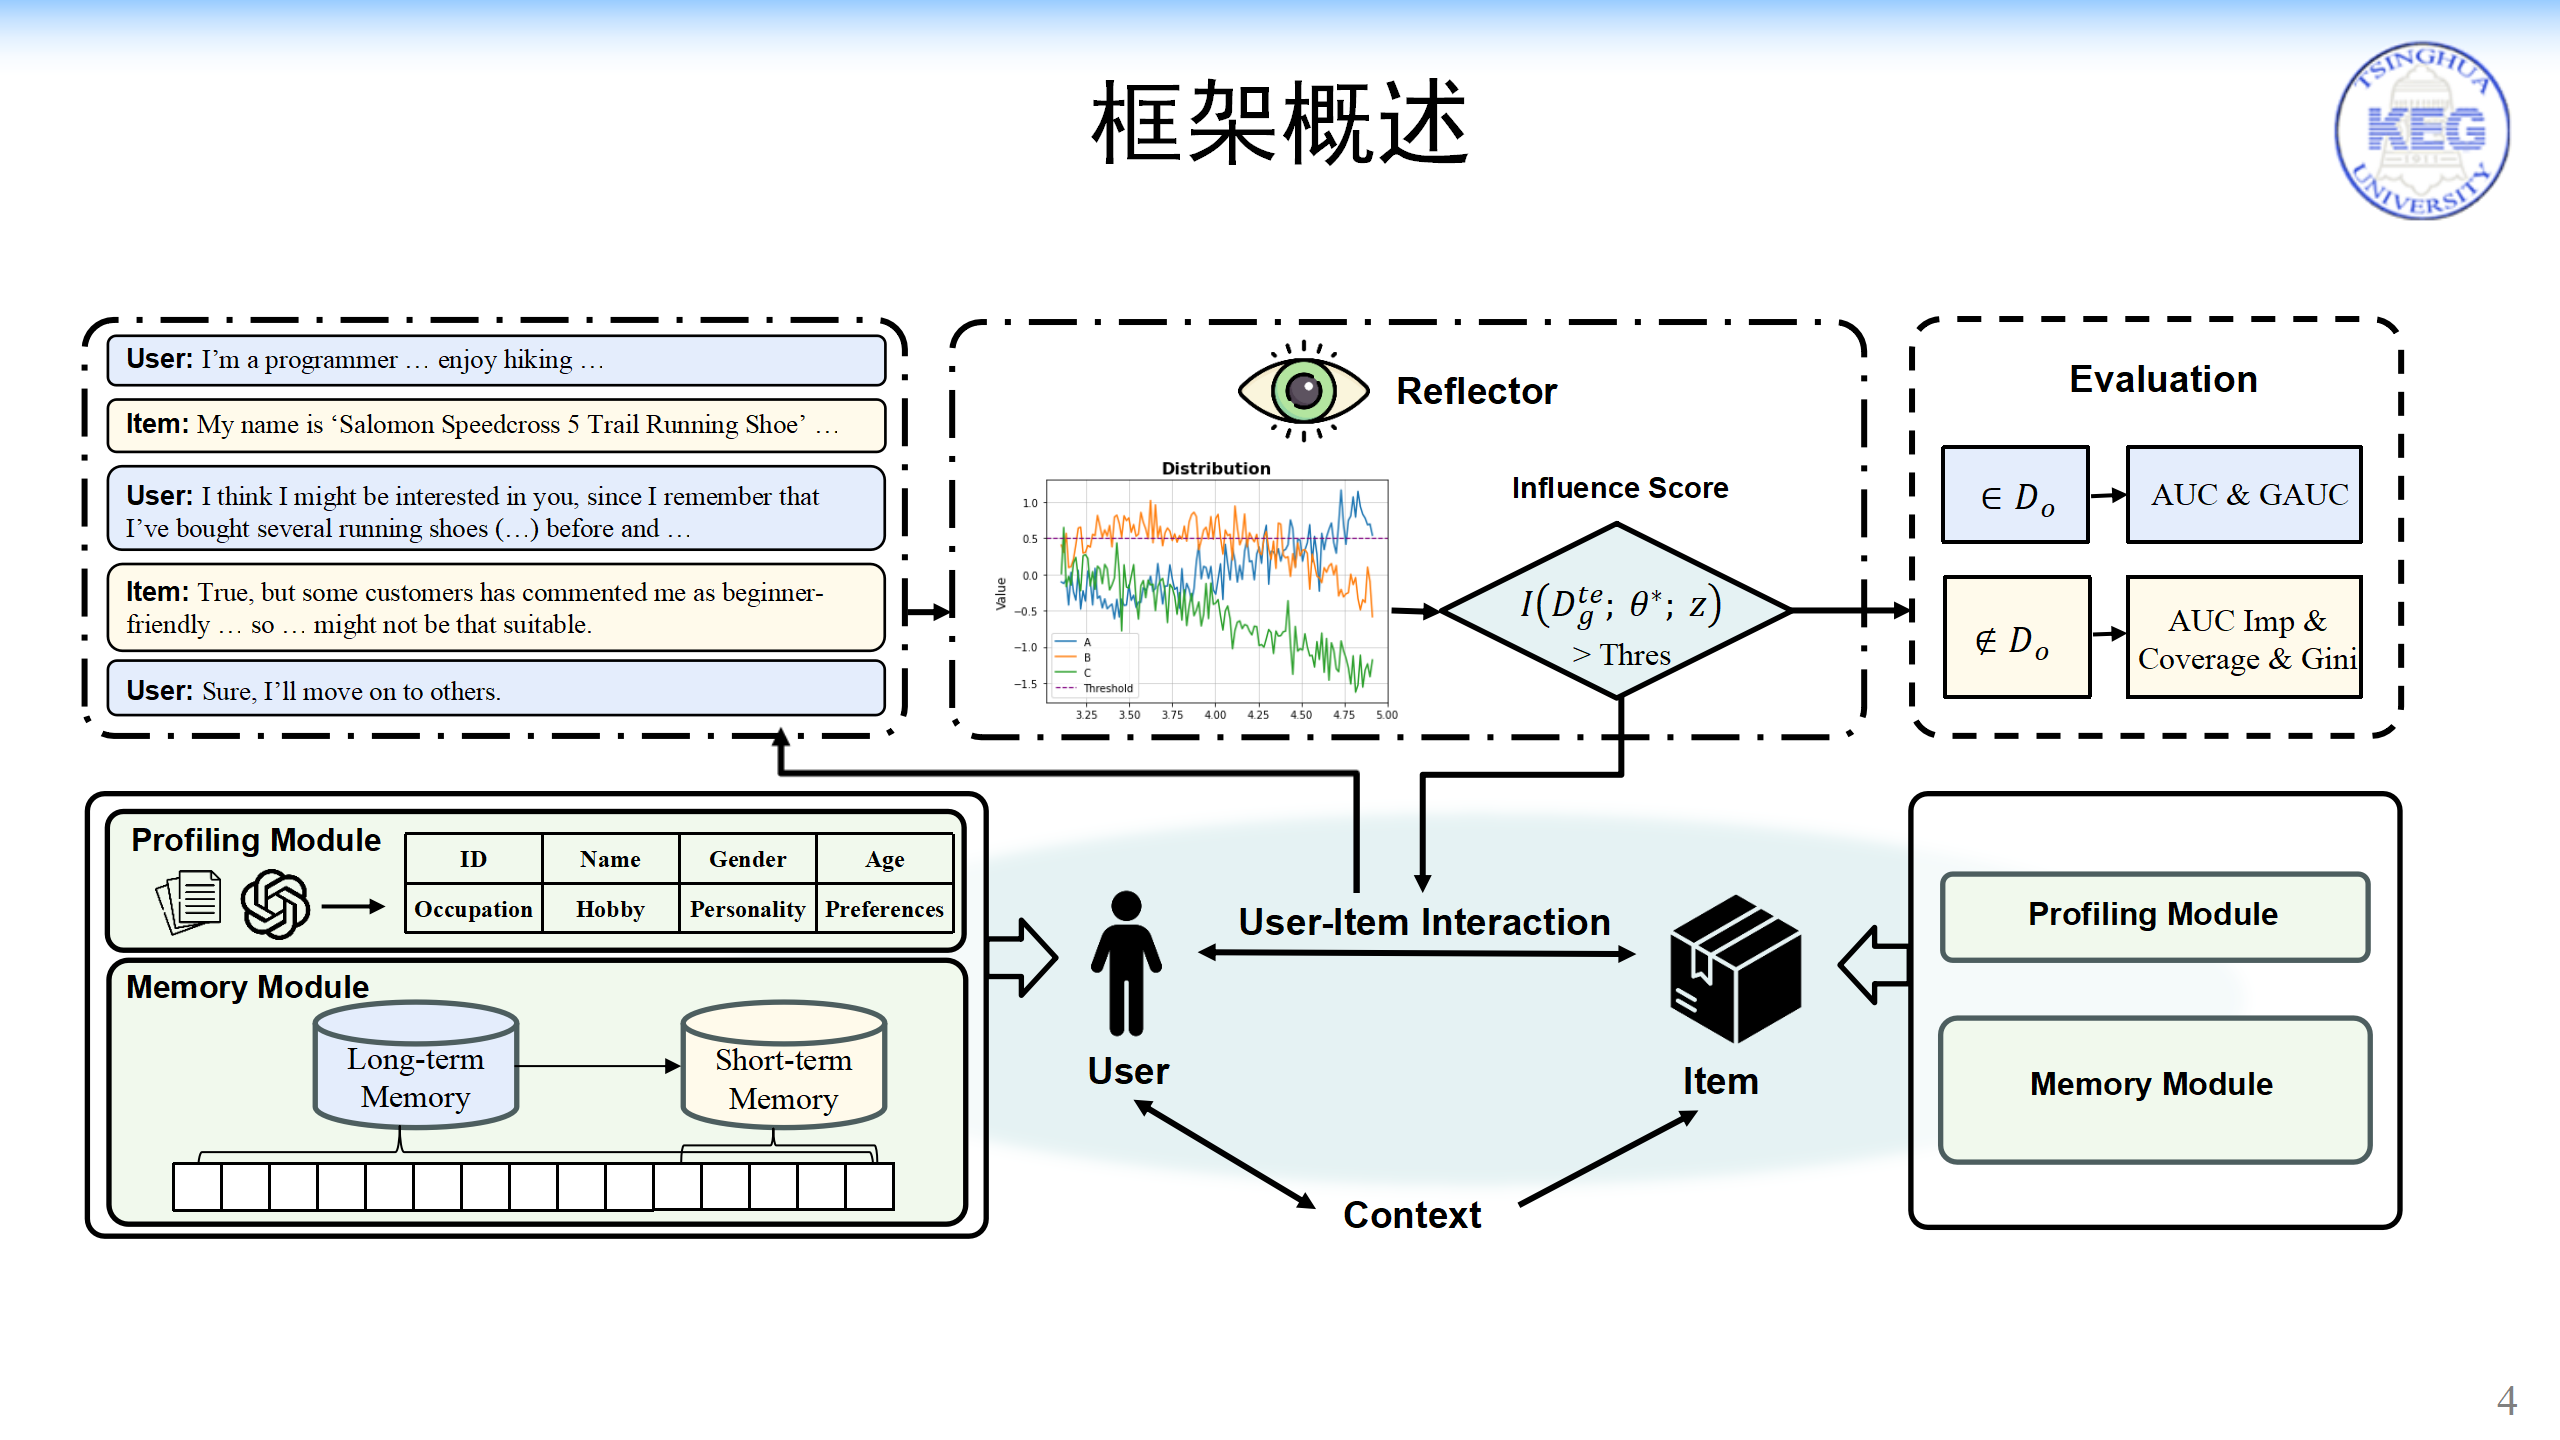 框架概述
TSINGHUA
KEG
1911
UNIVERSITY
User: I’m a programmer … enjoy hiking …
Item: My name is ‘Salomon Speedcross 5 Trail Running Shoe’ …
User: I think I might be interested in you, since I remember that
I’ve bought several running shoes (…) before and …
Item: True, but some customers has commented me as beginner-
friendly … so … might not be that suitable.
User: Sure, I’ll move on to others.
Reflector
Distribution
Value
1.0
0.5
0.0
−0.5
−1.0
−1.5
A
B
C
Threshold
3.25 3.50 3.75 4.00 4.25 4.50 4.75 5.00
Influence Score
I(D_g^{te}; θ*; z)
> Thres
Evaluation
∈ D_o
AUC & GAUC
∉ D_o
AUC Imp &
Coverage & Gini
Profiling Module
ID Name Gender Age
Occupation Hobby Personality Preferences
Memory Module
Long-term
Memory
Short-term
Memory
User-Item Interaction
User
Item
Context
Profiling Module
Memory Module
4